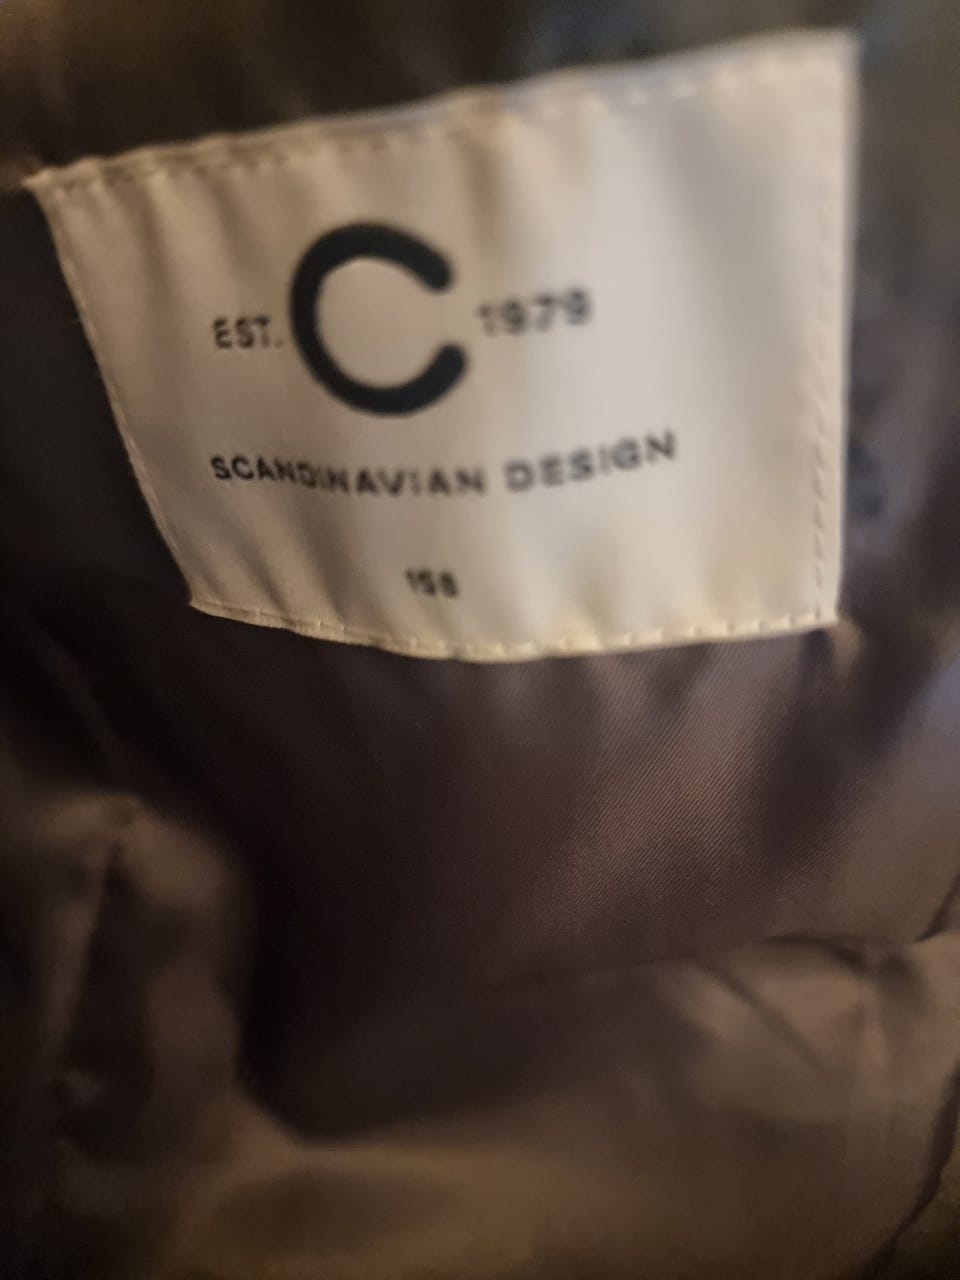 EST. C 1979
SCANDINAVIAN DESIGN
158